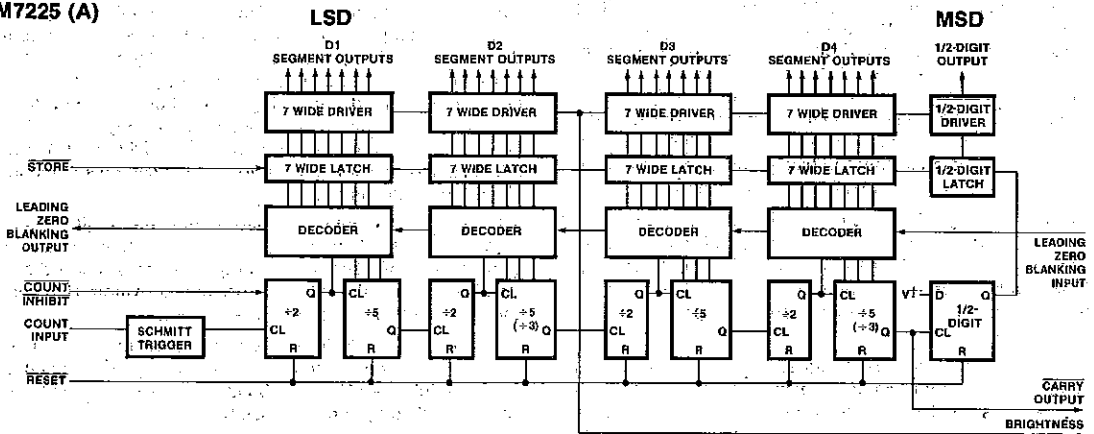 M7225 (A)
LSD
MSD
D1
SEGMENT OUTPUTS
D2
SEGMENT OUTPUTS
D3
SEGMENT OUTPUTS
D4
SEGMENT OUTPUTS
1/2-DIGIT
OUTPUT
7 WIDE DRIVER
7 WIDE DRIVER
7 WIDE DRIVER
7 WIDE DRIVER
1/2-DIGIT
DRIVER
STORE
7 WIDE LATCH
7 WIDE LATCH
7 WIDE LATCH
7 WIDE LATCH
1/2-DIGIT
LATCH
LEADING
ZERO
BLANKING
OUTPUT
DECODER
DECODER
DECODER
DECODER
LEADING
ZERO
BLANKING
INPUT
COUNT
INHIBIT
COUNT
INPUT
SCHMITT
TRIGGER
Q
÷2
CL
R
CL
÷5
Q
R
Q
÷2
CL
R
CL
÷5
(÷3)
Q
R
Q
÷2
CL
R
CL
÷5
Q
R
Q
÷2
CL
R
CL
÷5
(÷3)
Q
R
V+
D
Q
1/2-
DIGIT
CL
R
RESET
CARRY
OUTPUT
BRIGHTNESS